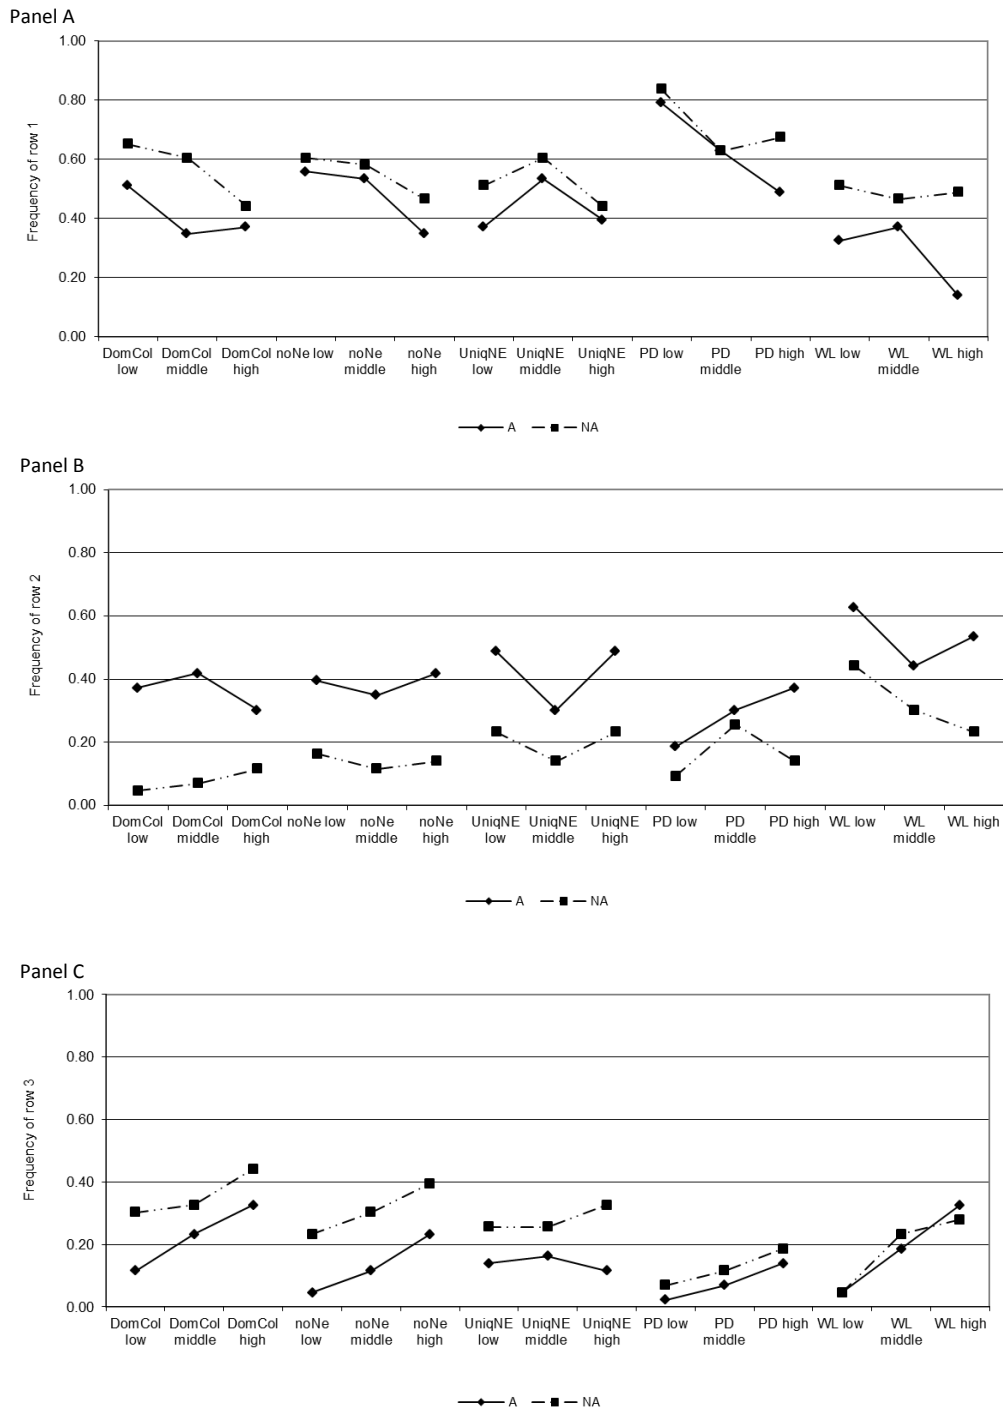 Panel A
Frequency of row 1
1.00
0.80
0.60
0.40
0.20
0.00
DomCol low
DomCol middle
DomCol high
noNe low
noNe middle
noNe high
UniqNE low
UniqNE middle
UniqNE high
PD low
PD middle
PD high
WL low
WL middle
WL high
A NA
Panel B
Frequency of row 2
1.00
0.80
0.60
0.40
0.20
0.00
DomCol low
DomCol middle
DomCol high
noNe low
noNe middle
noNe high
UniqNE low
UniqNE middle
UniqNE high
PD low
PD middle
PD high
WL low
WL middle
WL high
A NA
Panel C
Frequency of row 3
1.00
0.80
0.60
0.40
0.20
0.00
DomCol low
DomCol middle
DomCol high
noNe low
noNe middle
noNe high
UniqNE low
UniqNE middle
UniqNE high
PD low
PD middle
PD high
WL low
WL middle
WL high
A NA